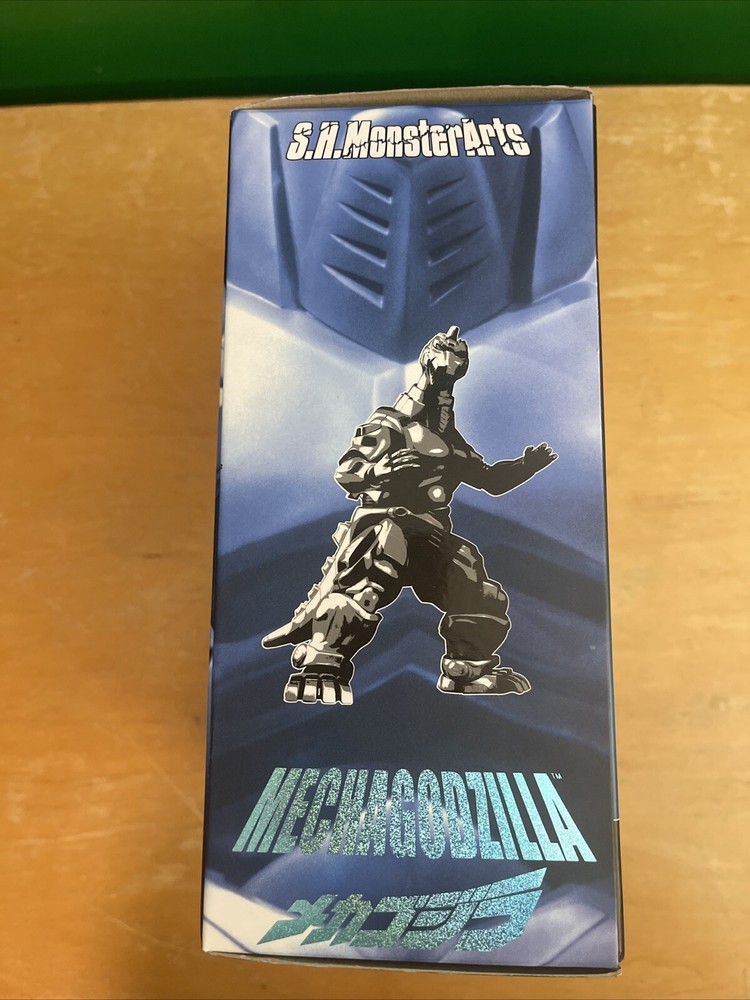 S.H.MonsterArts
MECHAGODZILLA™
メカゴジラ